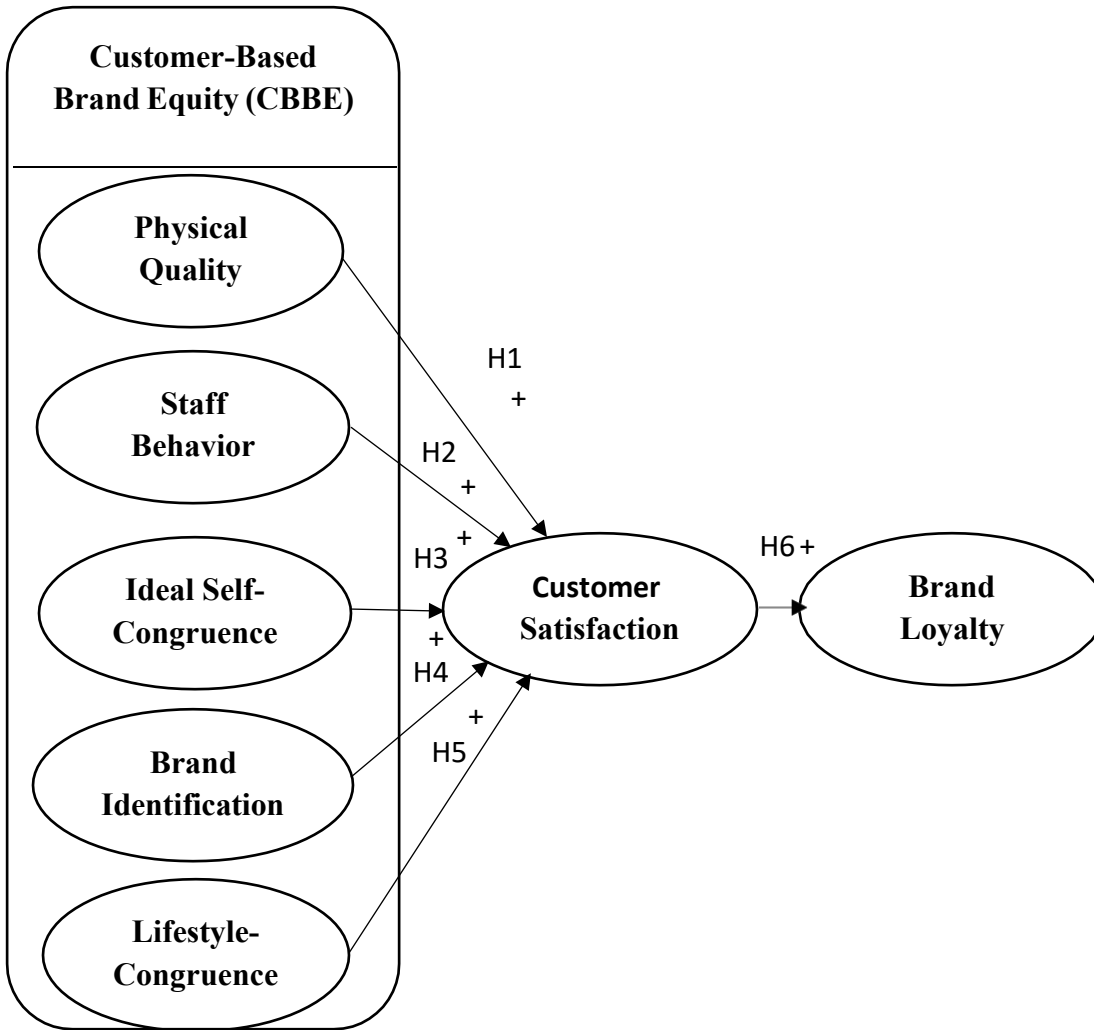 Customer-Based
Brand Equity (CBBE)
Physical
Quality
H1
+
Staff
Behavior
H2
+
H3
+
Ideal Self-
Congruence
Customer
Satisfaction
H6 +
Brand
Loyalty
+
H4
Brand
Identification
+
H5
Lifestyle-
Congruence